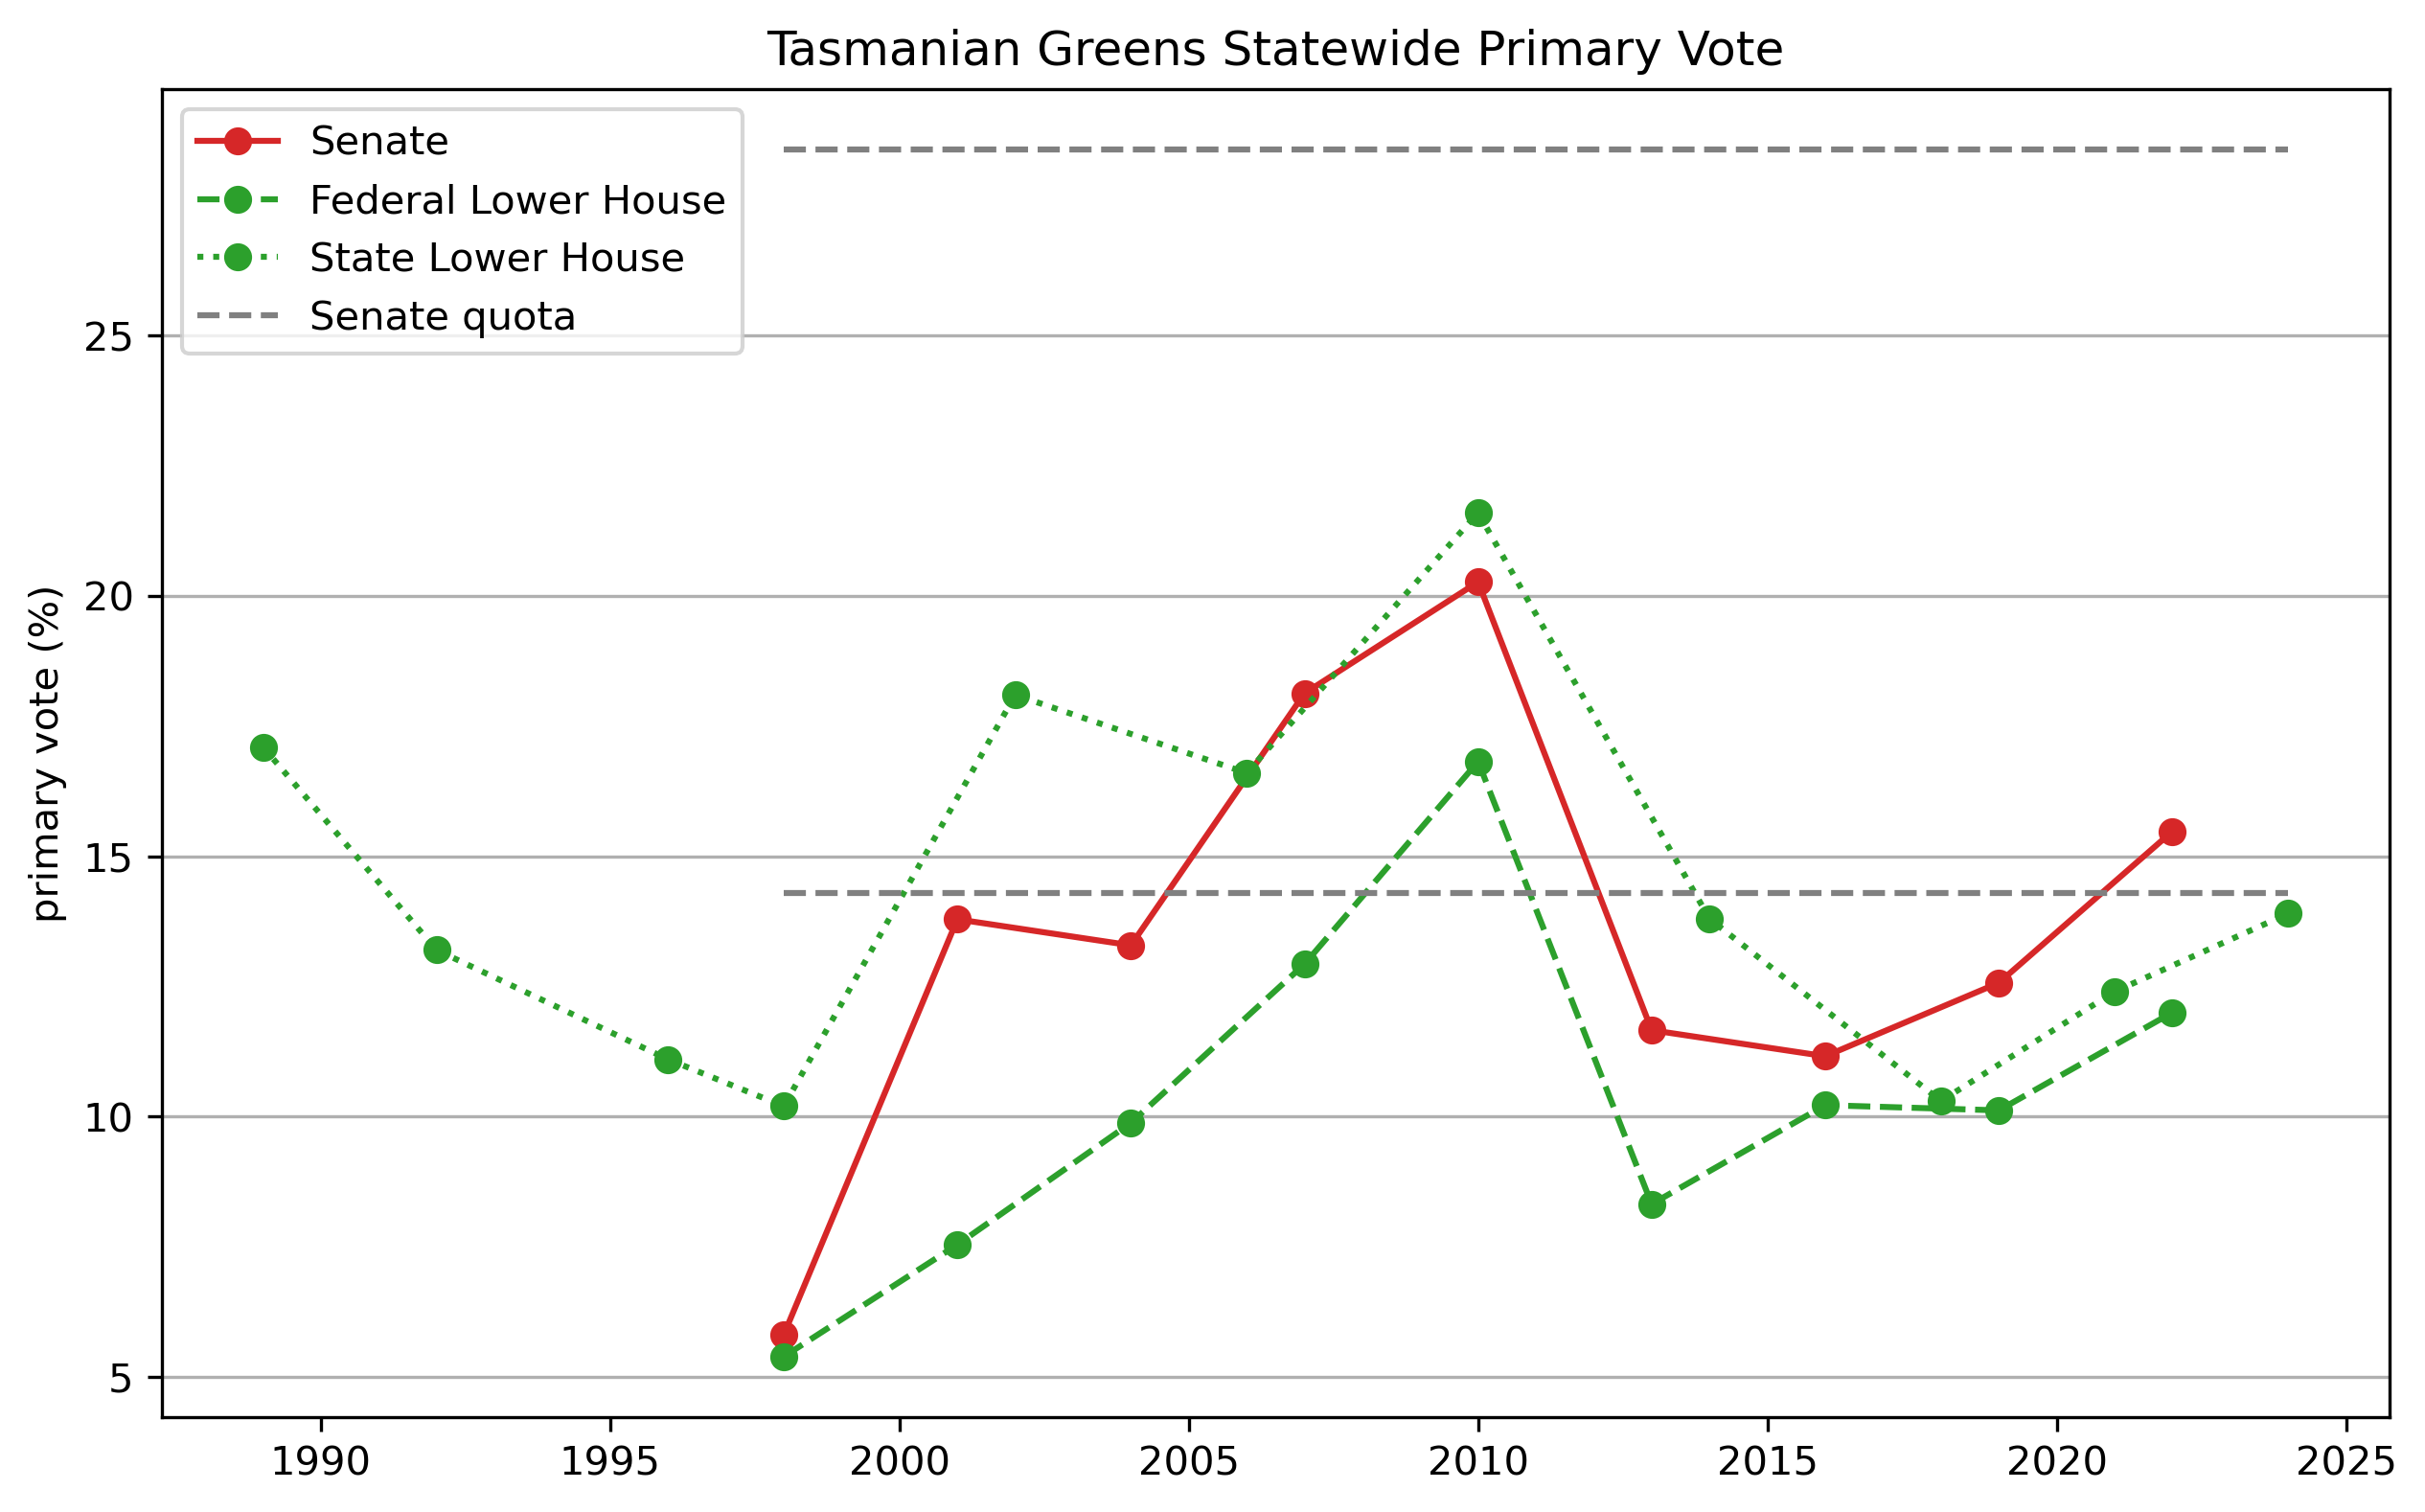 Tasmanian Greens Statewide Primary Vote
Senate
Federal Lower House
State Lower House
Senate quota
primary vote (%)
25
20
15
10
5
1990 1995 2000 2005 2010 2015 2020 2025